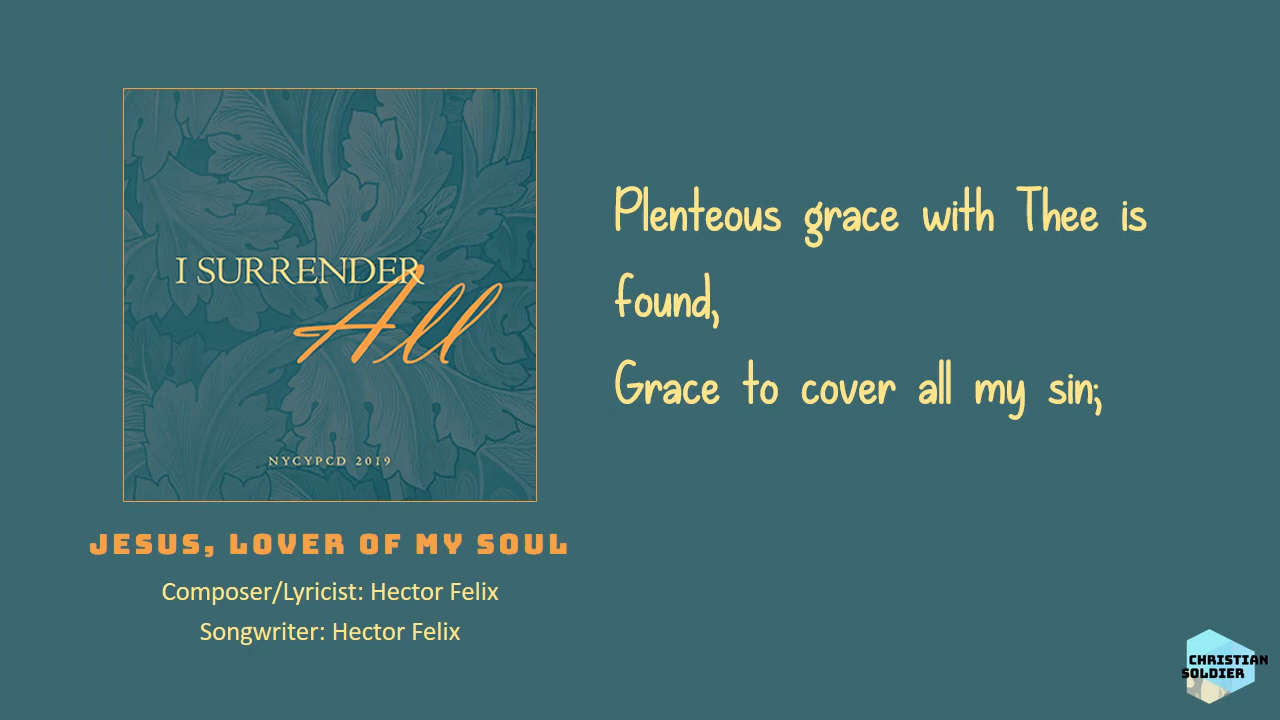 I SURRENDER
All
NYCYPCD 2019
JESUS, LOVER OF MY SOUL
Composer/Lyricist: Hector Felix
Songwriter: Hector Felix
Plenteous grace with Thee is
found,
Grace to cover all my sin;
CHRISTIAN
SOLDIER